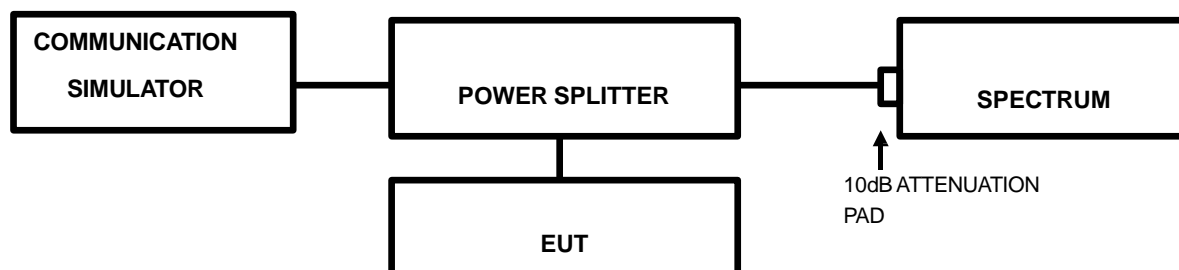 COMMUNICATION
SIMULATOR
POWER SPLITTER
SPECTRUM
10dB ATTENUATION
PAD
EUT